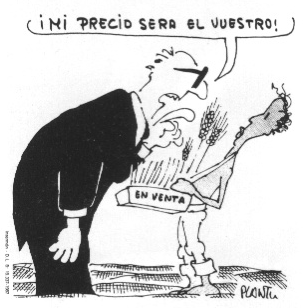 ¡MI PRECIO SERA EL VUESTRO!
EN VENTA
PLANTU